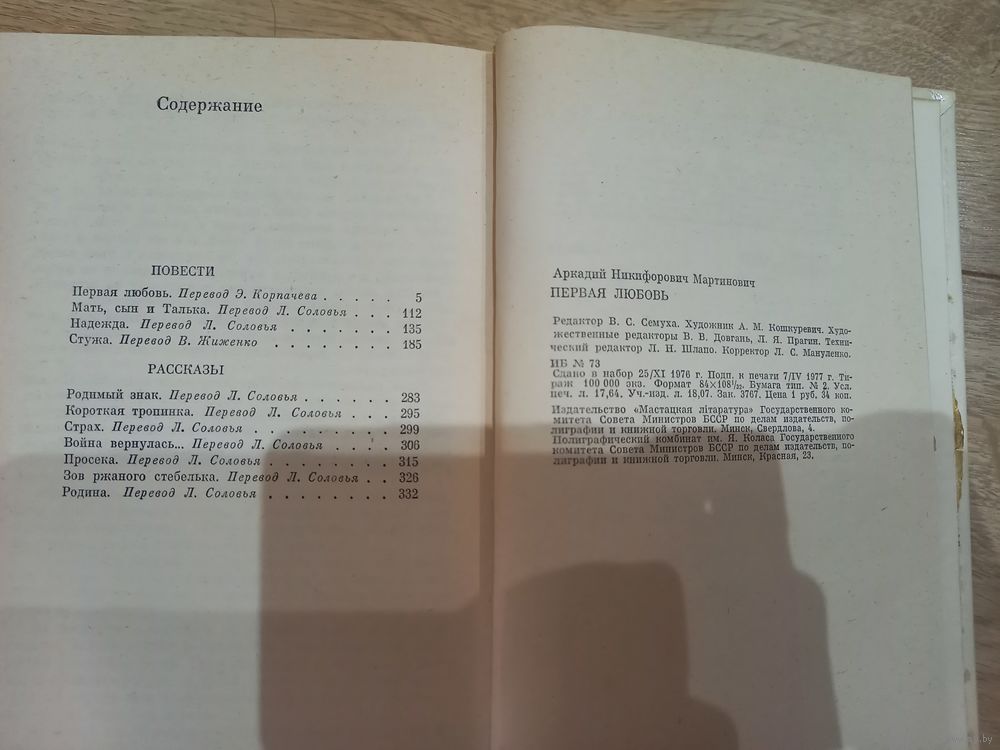 Содержание
ПОВЕСТИ
Первая любовь. Перевод Э. Корпачева . . . . . 5
Мать, сын и Талька. Перевод Л. Соловья . . . 112
Надежда. Перевод Л. Соловья . . . . . . . 135
Стужа. Перевод В. Жиженко . . . . . . . . 185
РАССКАЗЫ
Родимый знак. Перевод Л. Соловья . . . . . . 283
Короткая тропинка. Перевод Л. Соловья . . . . 295
Страх. Перевод Л. Соловья . . . . . . . . . 299
Война вернулась... Перевод Л. Соловья . . . . 306
Просека. Перевод Л. Соловья . . . . . . . . 315
Зов ржаного стебелька. Перевод Л. Соловья . . 326
Родина. Перевод Л. Соловья . . . . . . . . 332
Аркадий Никифорович Мартинович
ПЕРВАЯ ЛЮБОВЬ
Редактор В. С. Семуха. Художник А. М. Кошкуревич. Худо-
жественные редакторы В. В. Довгань, Л. Я. Прагин. Техни-
ческий редактор Л. Н. Шлапо. Корректор Л. С. Мануленко.
ИБ № 73
Сдано в набор 25/XI 1976 г. Подп. к печати 7/IV 1977 г. Ти-
раж 100 000 экз. Формат 84×108¹/₃₂. Бумага тип. № 2. Усл.
печ. л. 17,64. Уч.-изд. л. 18,07. Зак. 3767. Цена 1 руб. 34 коп.
Издательство «Мастацкая літаратура» Государственного ко-
митета Совета Министров БССР по делам издательств, по-
лиграфии и книжной торговли. Минск, Свердлова, 4.
Полиграфический комбинат им. Я. Коласа Государственного
комитета Совета Министров БССР по делам издательств, по-
лиграфии и книжной торговли. Минск, Красная, 23.